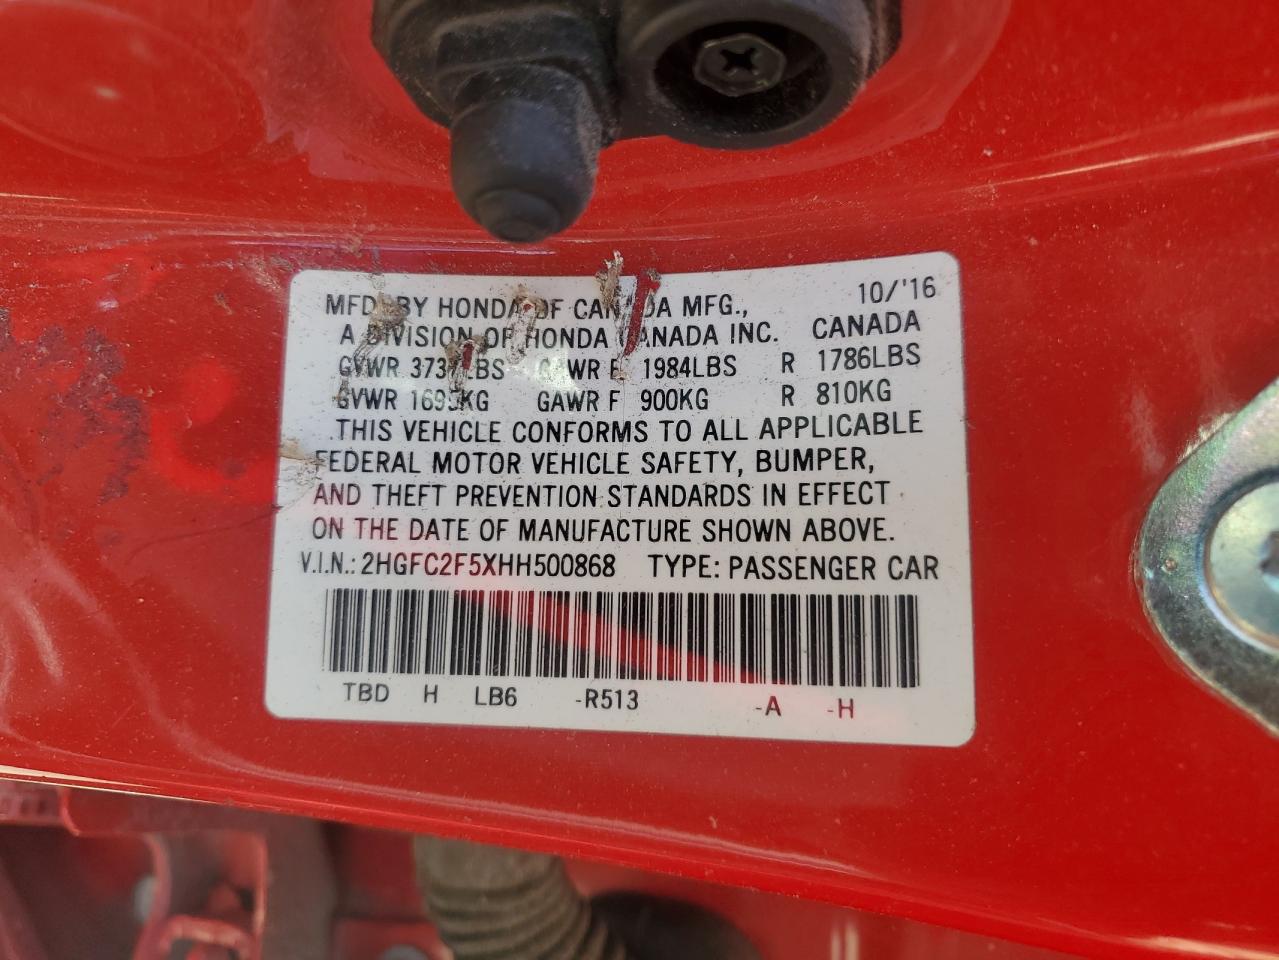 10/'16
MFD. BY HONDA OF CANADA MFG.,
A DIVISION OF HONDA CANADA INC. CANADA
GVWR GAWR F 1984LBS R 1786LBS
GVWR 1695KG GAWR F 900KG R 810KG
THIS VEHICLE CONFORMS TO ALL APPLICABLE
FEDERAL MOTOR VEHICLE SAFETY, BUMPER,
AND THEFT PREVENTION STANDARDS IN EFFECT
ON THE DATE OF MANUFACTURE SHOWN ABOVE.
V.I.N.: 2HGFC2F5XHH500868 TYPE: PASSENGER CAR
TBD H LB6 -R513 -A -H